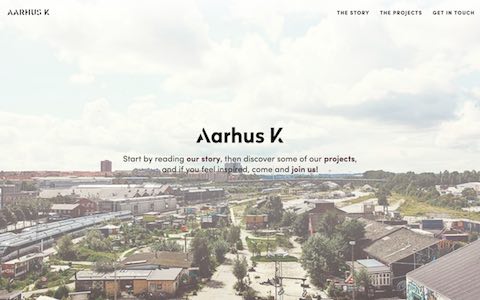 AARHUS K
THE STORY THE PROJECTS GET IN TOUCH
Aarhus K
Start by reading our story, then discover some of our projects,
and if you feel inspired, come and join us!